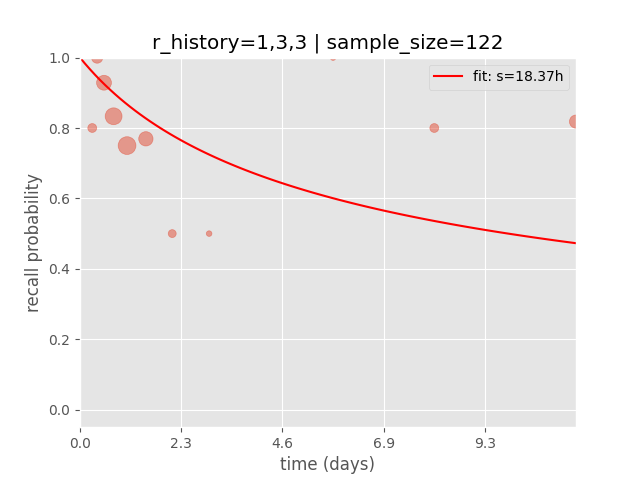 r_history=1,3,3 | sample_size=122
fit: s=18.37h
recall probability
1.0
0.8
0.6
0.4
0.2
0.0
0.0 2.3 4.6 6.9 9.3
time (days)